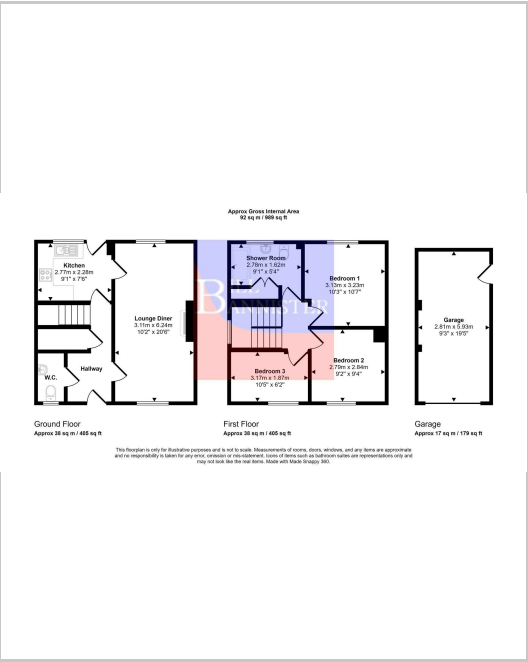 Approx Gross Internal Area
92 sq m / 989 sq ft
Kitchen
2.77m x 2.28m
9'1" x 7'6"
Lounge Diner
3.11m x 6.24m
10'2" x 20'6"
W.C.
Hallway
Ground Floor
Approx 38 sq m / 405 sq ft
Shower Room
2.78m x 1.62m
9'1" x 5'4"
Bedroom 1
3.13m x 3.23m
10'3" x 10'7"
BANNISTER
Bedroom 3
3.17m x 1.87m
10'5" x 6'2"
Bedroom 2
2.79m x 2.84m
9'2" x 9'4"
First Floor
Approx 38 sq m / 405 sq ft
Garage
2.81m x 5.93m
9'3" x 19'5"
Garage
Approx 17 sq m / 179 sq ft
This floorplan is only for illustrative purposes and is not to scale. Measurements of rooms, doors, windows, and any items are approximate
and no responsibility is taken for any error, omission or mis-statement. Icons of items such as bathroom suites are representations only and
may not look like the real items. Made with Made Snappy 360.